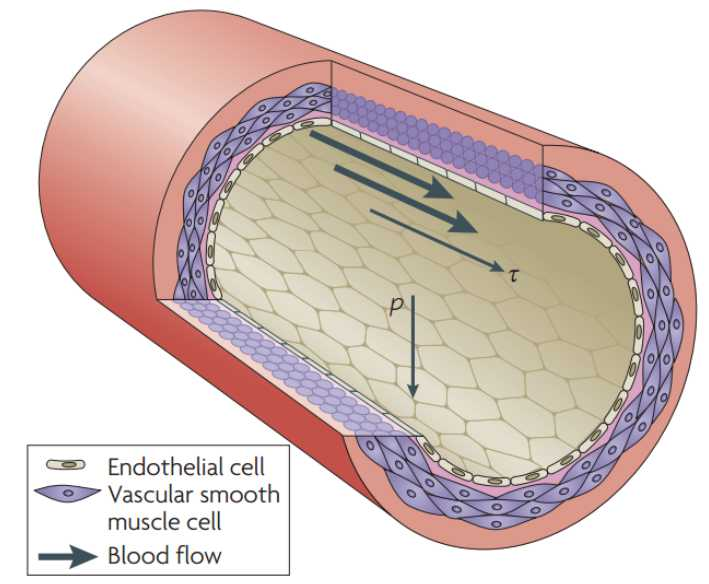 τ
p
Endothelial cell
Vascular smooth
muscle cell
Blood flow